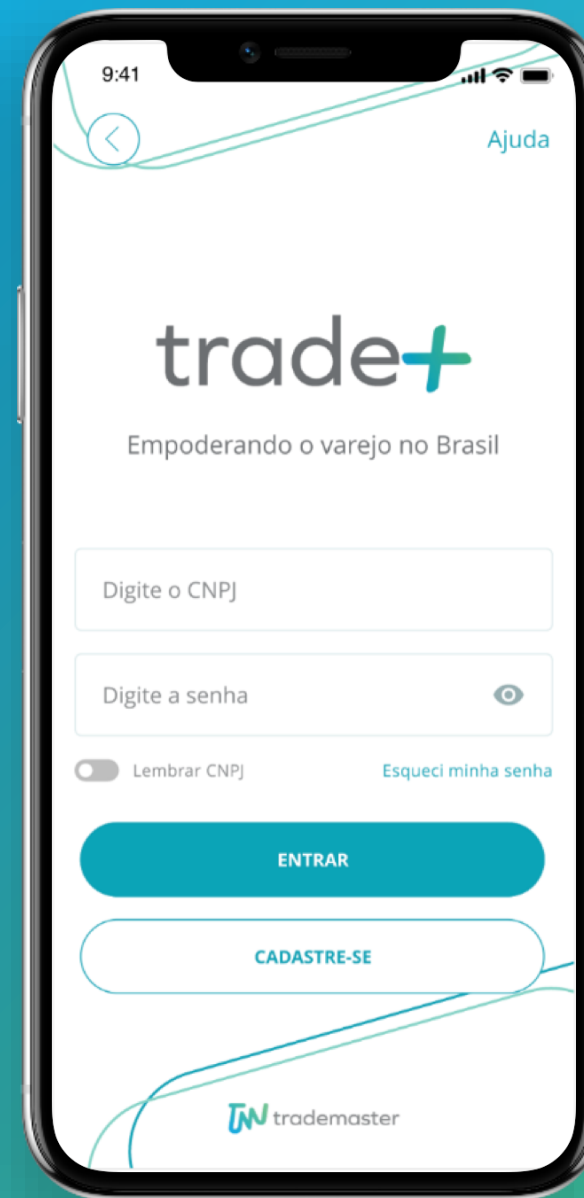 9:41
Ajuda
trade+
Empoderando o varejo no Brasil
Digite o CNPJ
Digite a senha
Lembrar CNPJ
Esqueci minha senha
ENTRAR
CADASTRE-SE
TM trademaster